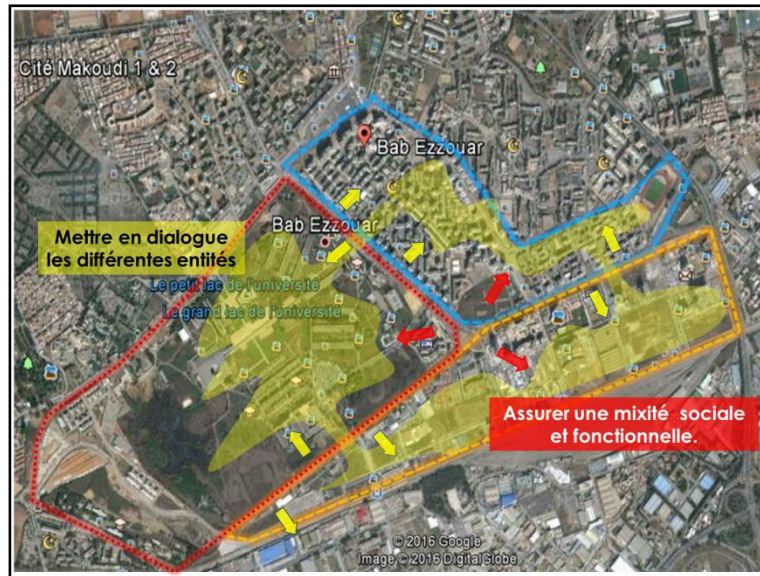 Cité Makoudi 1 & 2
Bab Ezzouar
Bab Ezzouar
Mettre en dialogue
les différentes entités
Le petit lac de l'université
Le grand lac de l'université
Assurer une mixité sociale
et fonctionnelle.
© 2016 Google
Image © 2016 DigitalGlobe